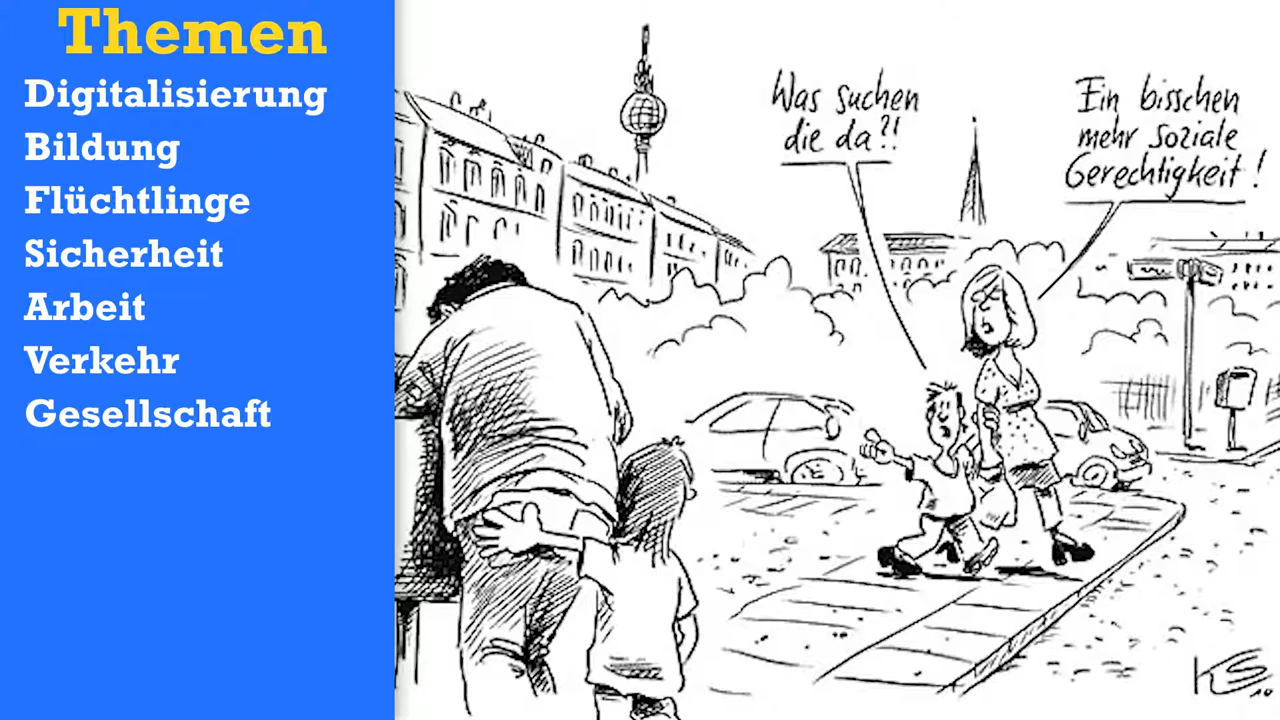 Themen
Digitalisierung
Bildung
Flüchtlinge
Sicherheit
Arbeit
Verkehr
Gesellschaft
Was suchen
die da?!
Ein bisschen
mehr soziale
Gerechtigkeit!
KS